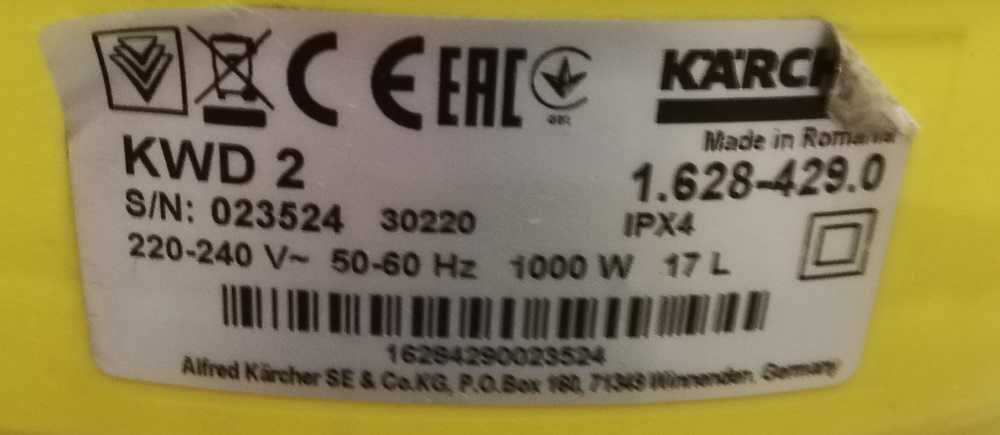 CE EAC KÄRCH
Made in Romania
KWD 2 1.628-429.0
S/N: 023524 30220 IPX4
220-240 V~ 50-60 Hz 1000 W 17 L
16284290023524
Alfred Kärcher SE & Co.KG, P.O.Box 160, 71349 Winnenden, Germany